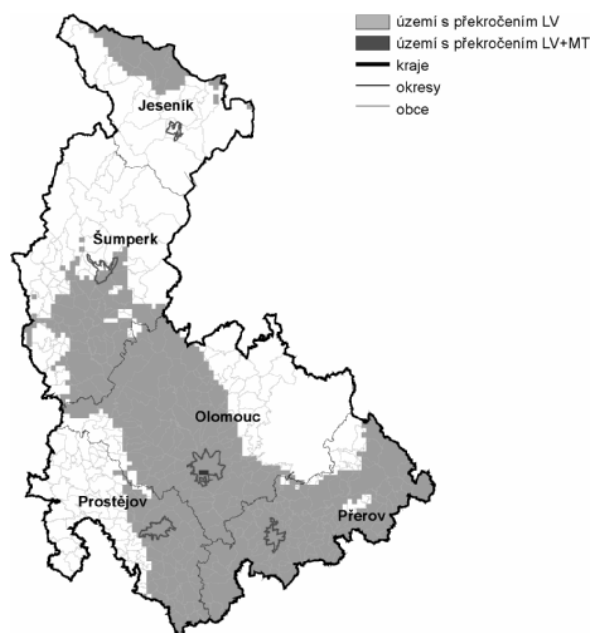 území s překročením LV
území s překročením LV+MT
kraje
okresy
obce
Jeseník
Šumperk
Olomouc
Prostějov
Přerov